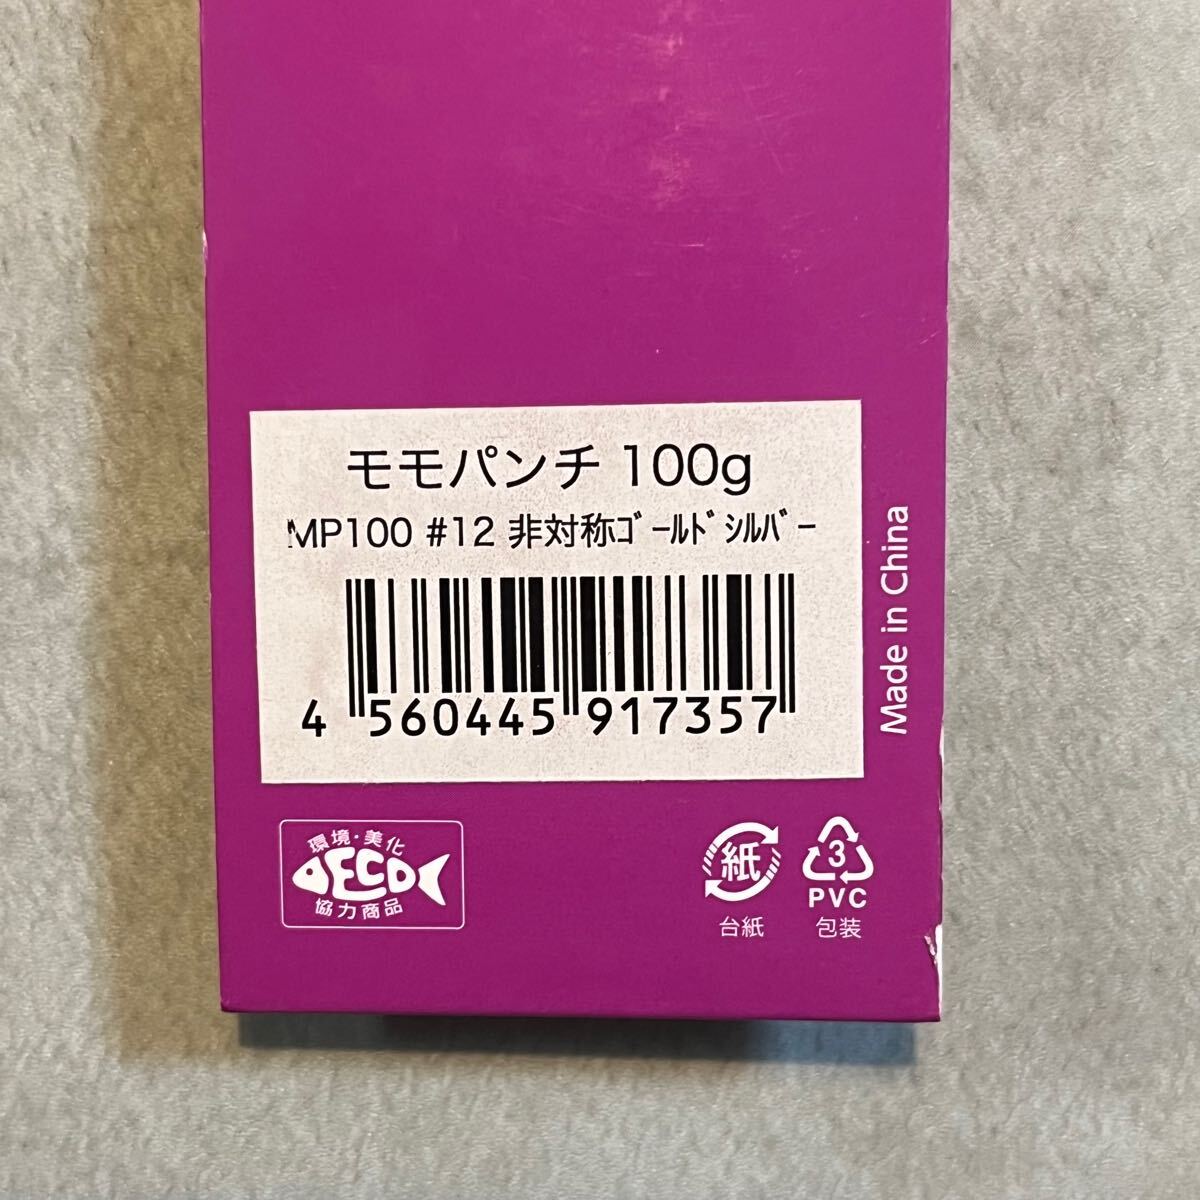 モモパンチ 100g
MP100 #12 非対称ｺﾞｰﾙﾄﾞｼﾙﾊﾞｰ
4 560445 917357
Made in China
環境・美化
ECO
協力商品
紙
台紙
3
PVC
包装